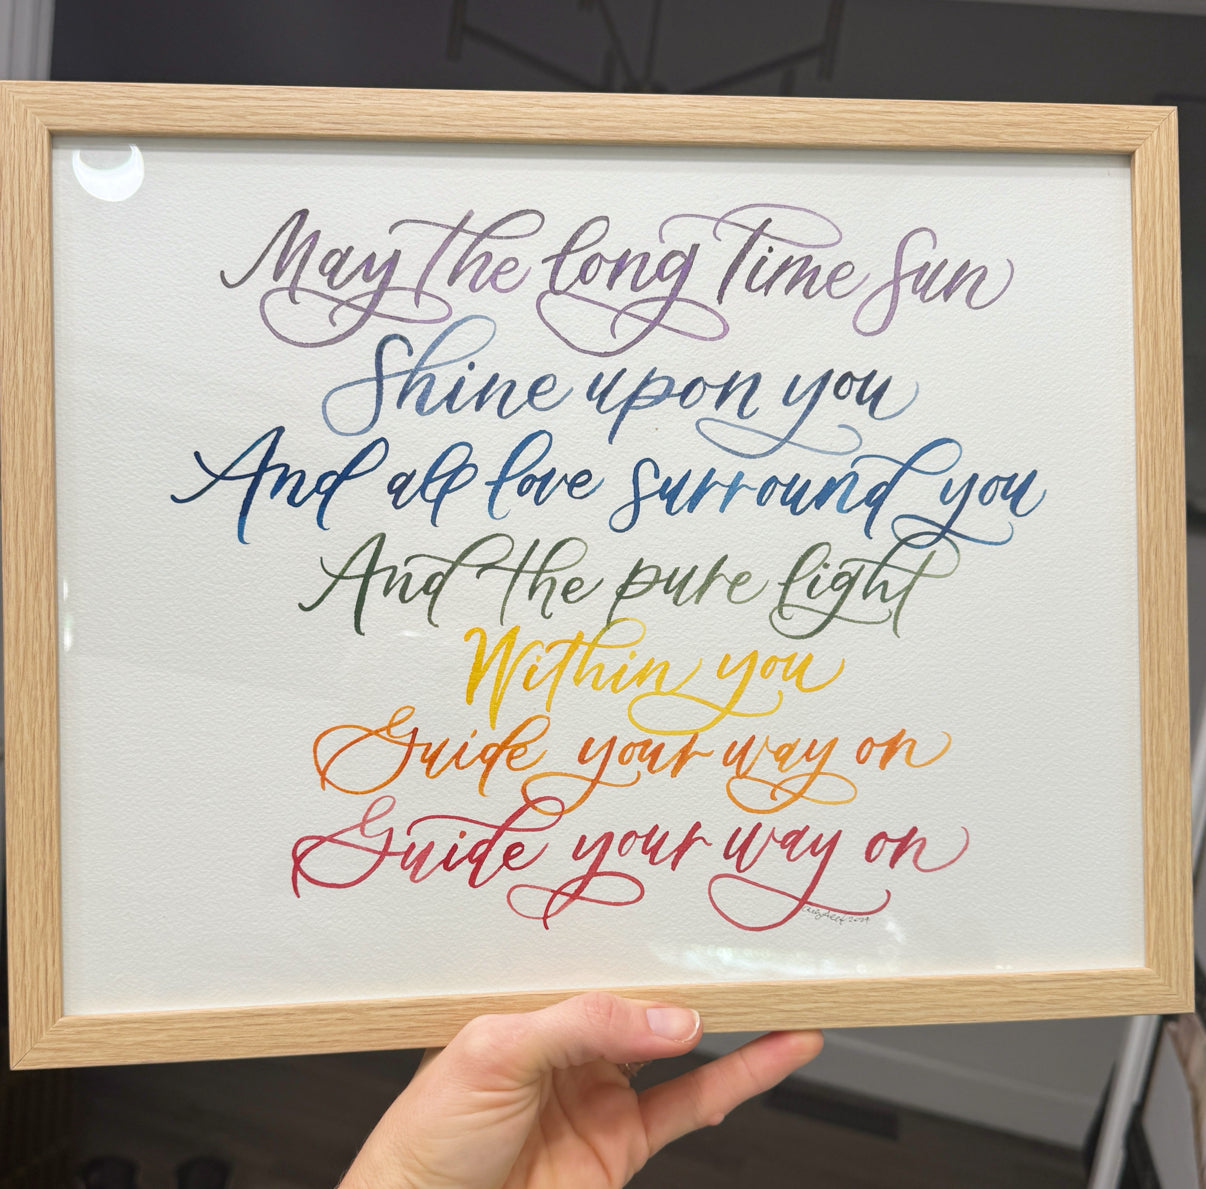 May the long Time Sun
Shine upon you
And all love surround you
And the pure light
Within you
Guide your way on
Guide your way on